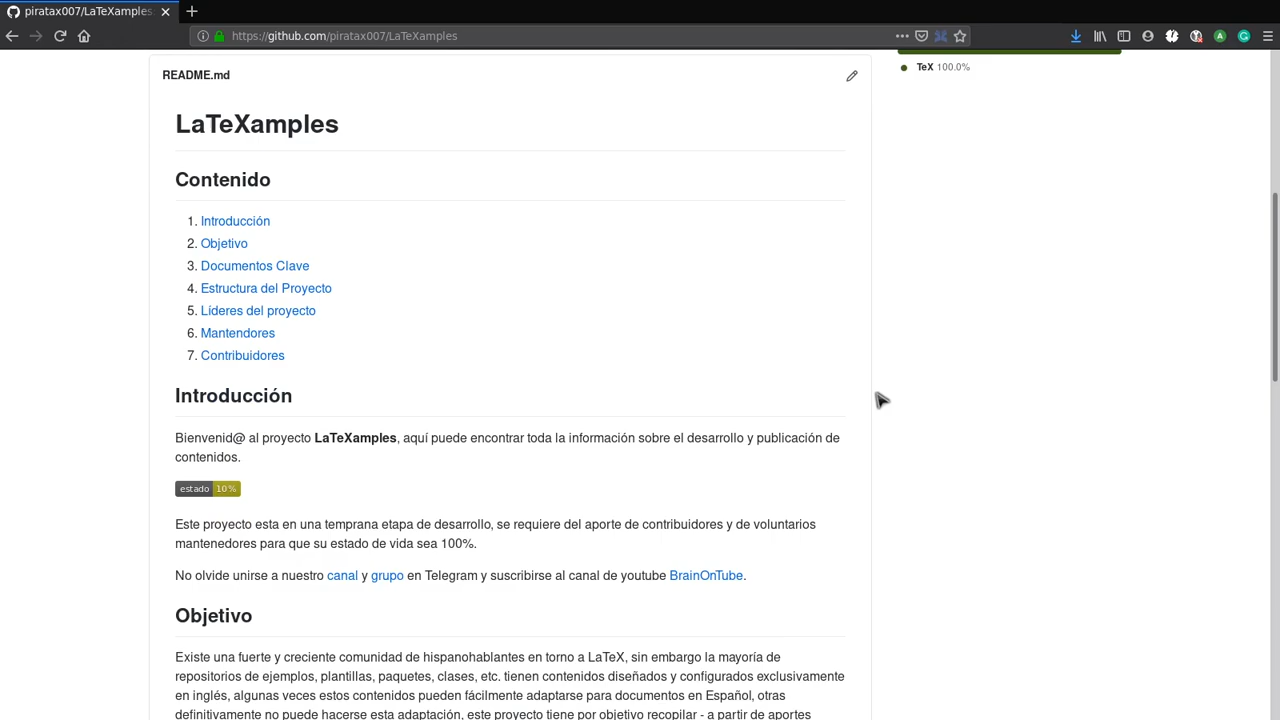 piratax007/LaTeXamples
https://github.com/piratax007/LaTeXamples
README.md
TeX 100.0%
LaTeXamples
Contenido
1. Introducción
2. Objetivo
3. Documentos Clave
4. Estructura del Proyecto
5. Líderes del proyecto
6. Mantendores
7. Contribuidores
Introducción
Bienvenid@ al proyecto LaTeXamples, aquí puede encontrar toda la información sobre el desarrollo y publicación de
contenidos.
estado 10%
Este proyecto esta en una temprana etapa de desarrollo, se requiere del aporte de contribuidores y de voluntarios
mantenedores para que su estado de vida sea 100%.
No olvide unirse a nuestro canal y grupo en Telegram y suscribirse al canal de youtube BrainOnTube.
Objetivo
Existe una fuerte y creciente comunidad de hispanohablantes en torno a LaTeX, sin embargo la mayoría de
repositorios de ejemplos, plantillas, paquetes, clases, etc. tienen contenidos diseñados y configurados exclusivamente
en inglés, algunas veces estos contenidos pueden fácilmente adaptarse para documentos en Español, otras
definitivamente no puede hacerse esta adaptación, este proyecto tiene por objetivo recopilar - a partir de aportes